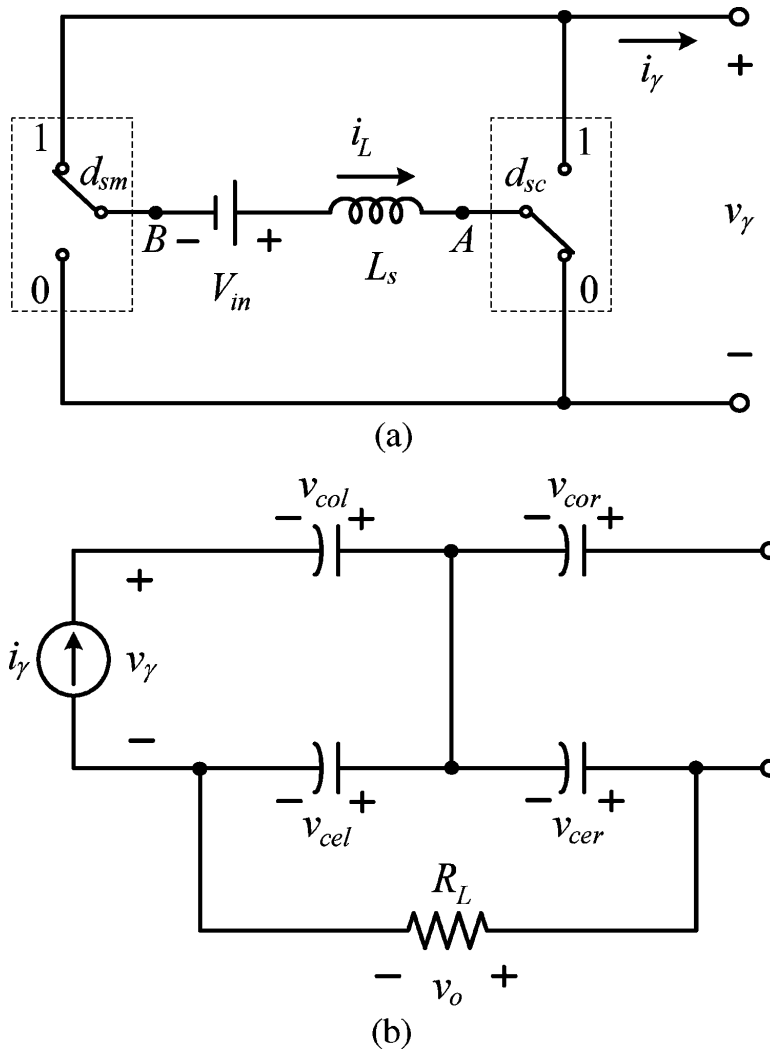 i_γ
+
1
d_sm
i_L
d_sc
1
B
−
+
A
v_γ
0
V_in
L_s
0
−
(a)
v_col
v_cor
−
+
−
+
+
i_γ
v_γ
−
−
+
−
+
v_cel
v_cer
R_L
−
v_o
+
(b)